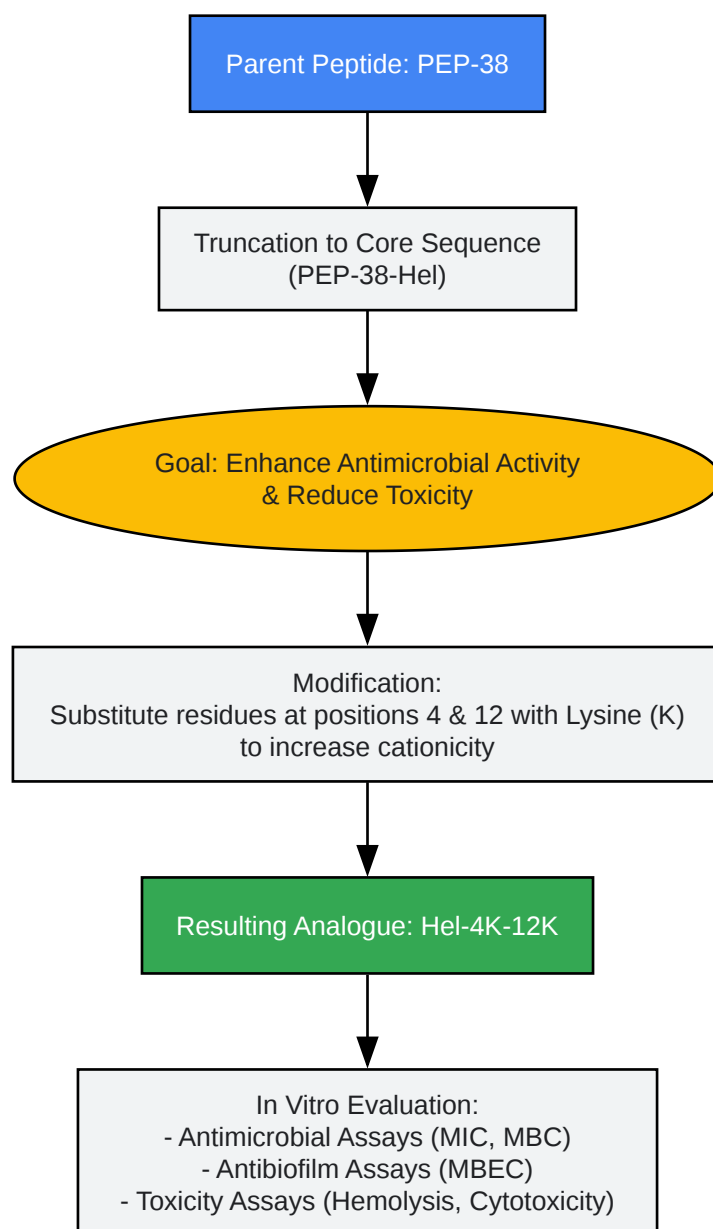 Parent Peptide: PEP-38
Truncation to Core Sequence
(PEP-38-Hel)
Goal: Enhance Antimicrobial Activity
& Reduce Toxicity
Modification:
Substitute residues at positions 4 & 12 with Lysine (K)
to increase cationicity
Resulting Analogue: Hel-4K-12K
In Vitro Evaluation:
- Antimicrobial Assays (MIC, MBC)
- Antibiofilm Assays (MBEC)
- Toxicity Assays (Hemolysis, Cytotoxicity)